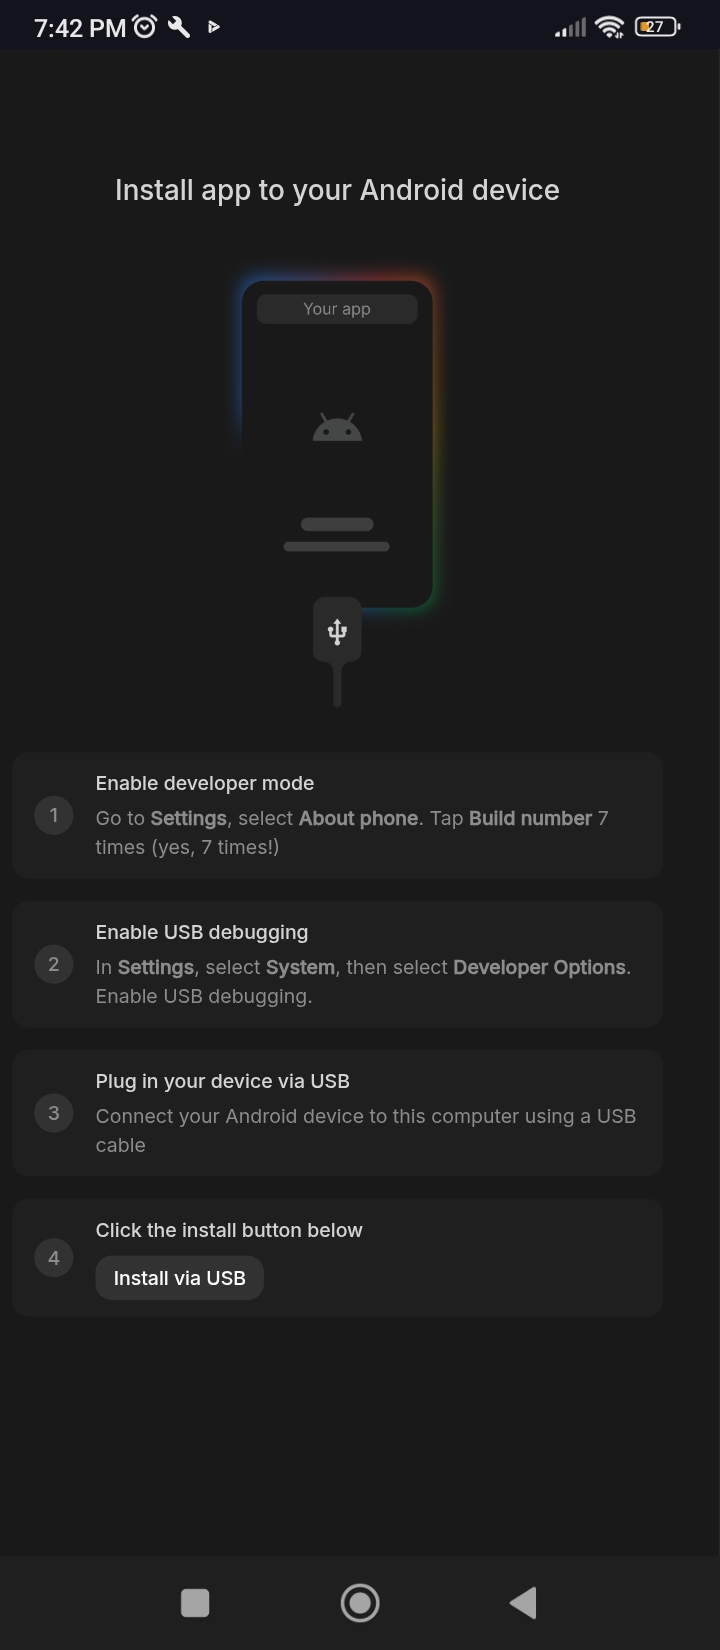 7:42 PM
27
Install app to your Android device
Your app
1
Enable developer mode
Go to Settings, select About phone. Tap Build number 7
times (yes, 7 times!)
2
Enable USB debugging
In Settings, select System, then select Developer Options.
Enable USB debugging.
3
Plug in your device via USB
Connect your Android device to this computer using a USB
cable
4
Click the install button below
Install via USB